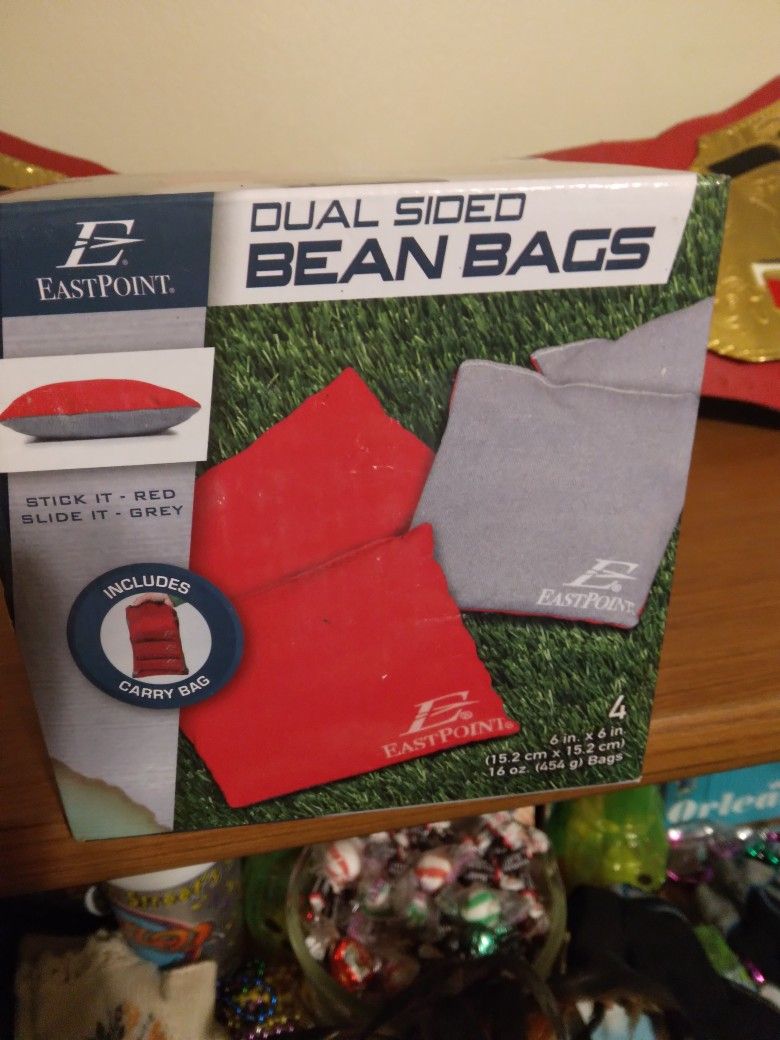 E
EASTPOINT®
DUAL SIDED
BEAN BAGS
STICK IT - RED
SLIDE IT - GREY
INCLUDES
CARRY BAG
E®
EASTPOINT
E®
EASTPOINT®
4
6 in. x 6 in.
(15.2 cm x 15.2 cm)
16 oz. (454 g) Bags